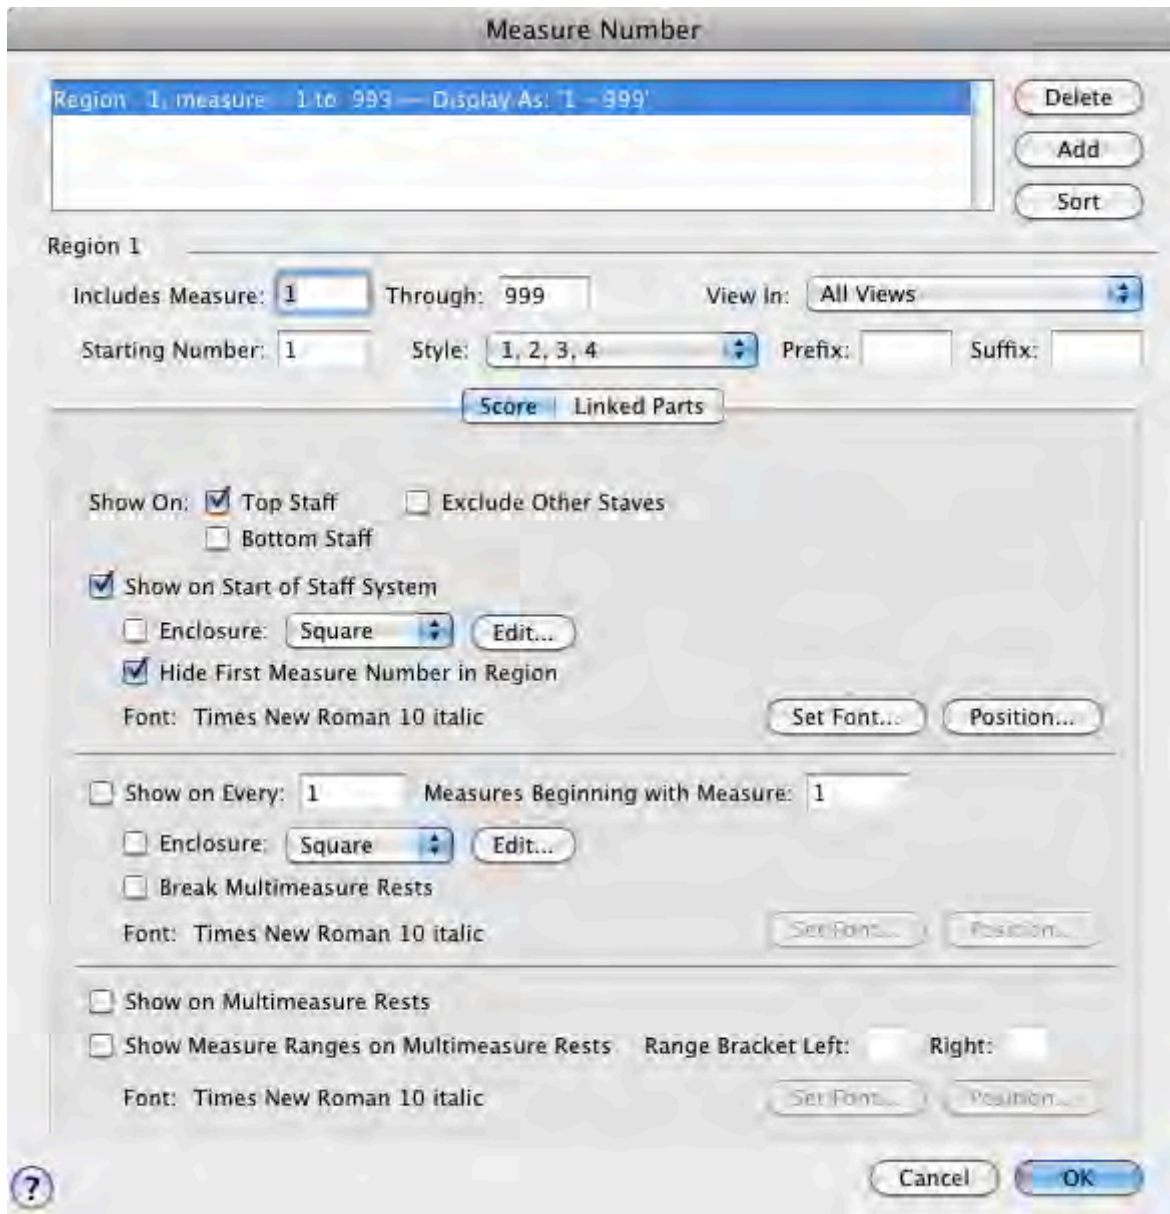 Measure Number
Region 1, measure 1 to 999 — Display As: '1 - 999'
Delete
Add
Sort
Region 1
Includes Measure: 1 Through: 999 View In: All Views
Starting Number: 1 Style: 1, 2, 3, 4 Prefix: Suffix:
Score Linked Parts
Show On: Top Staff Exclude Other Staves
Bottom Staff
Show on Start of Staff System
Enclosure: Square Edit...
Hide First Measure Number in Region
Font: Times New Roman 10 italic Set Font... Position...
Show on Every: 1 Measures Beginning with Measure: 1
Enclosure: Square Edit...
Break Multimeasure Rests
Font: Times New Roman 10 italic Set Font... Position...
Show on Multimeasure Rests
Show Measure Ranges on Multimeasure Rests Range Bracket Left: Right:
Font: Times New Roman 10 italic Set Font... Position...
? Cancel OK